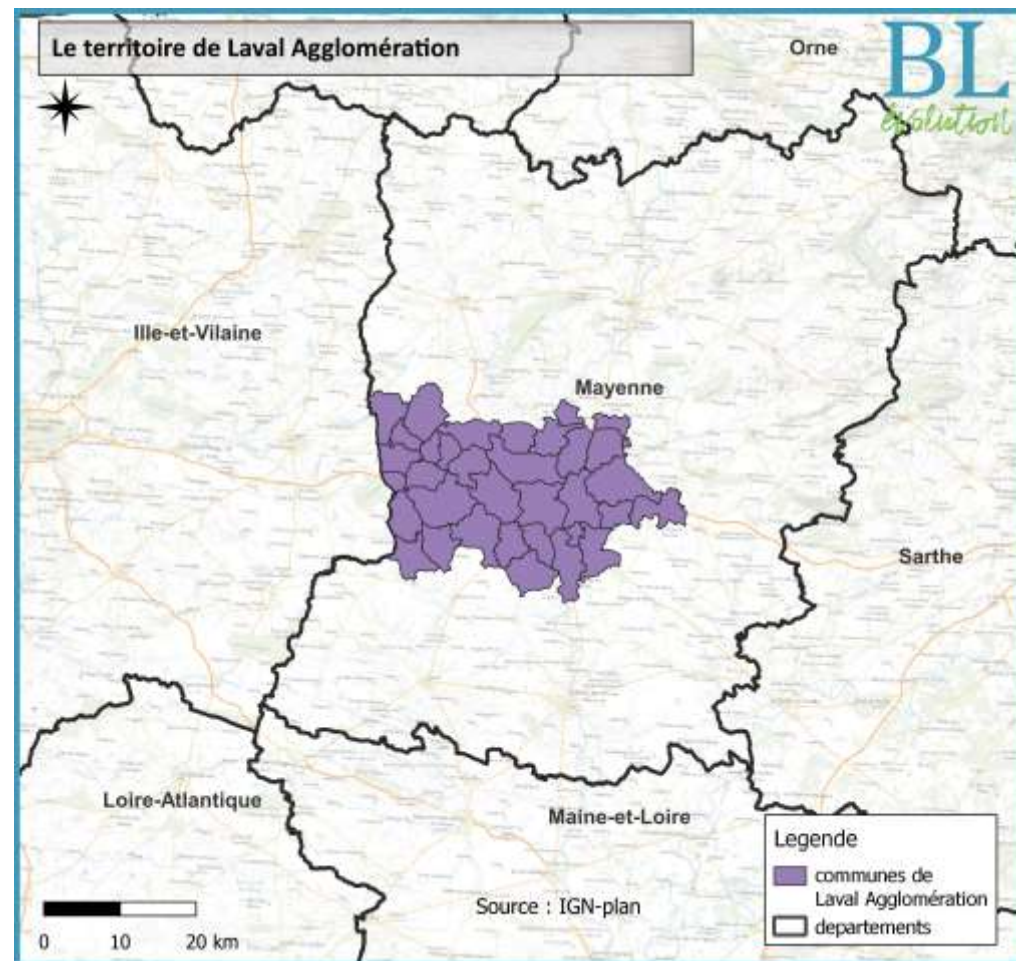 Le territoire de Laval Agglomération
Orne
BL
évolution
Ille-et-Vilaine
Mayenne
Sarthe
Loire-Atlantique
Maine-et-Loire
Legende
communes de
Laval Agglomération
departements
Source : IGN-plan
0 10 20 km